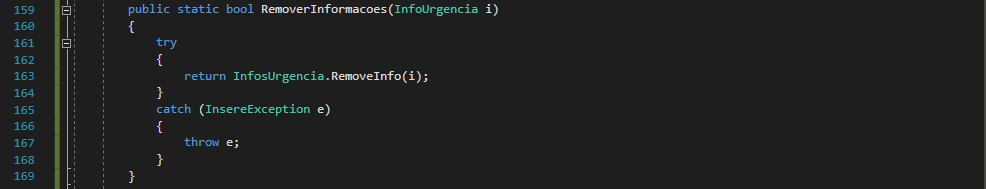 159 public static bool RemoverInformacoes(InfoUrgencia i)
160 {
161 try
162 {
163 return InfosUrgencia.RemoveInfo(i);
164 }
165 catch (InsereException e)
166 {
167 throw e;
168 }
169 }